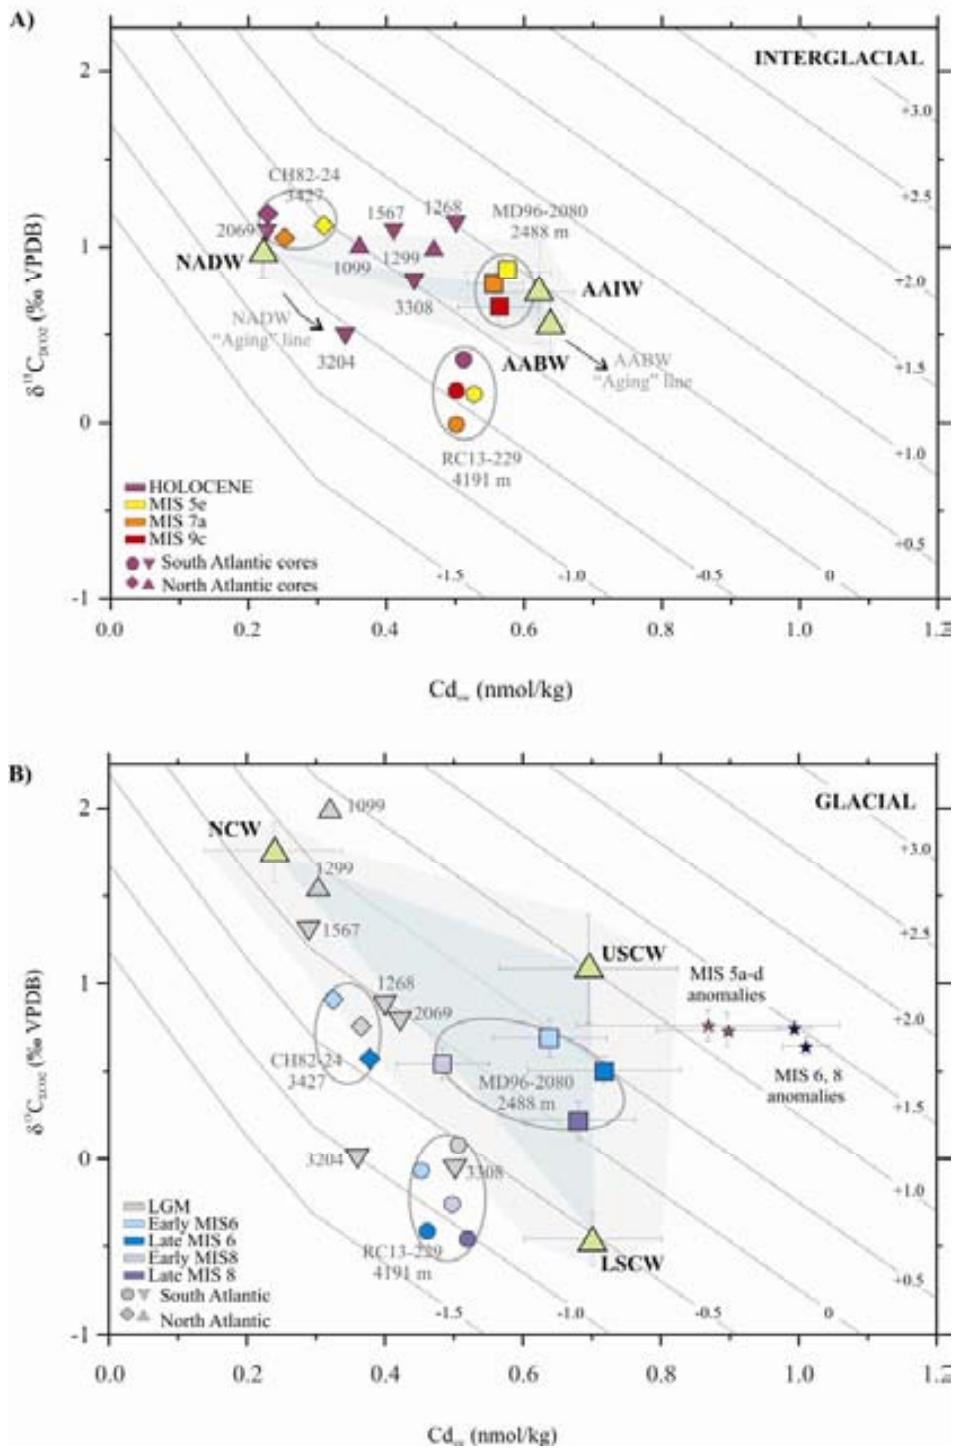 A)
INTERGLACIAL
2
+3.0
CH82-24
3427
1567
1268
MD96-2080
2488 m
+2.5
2069
1
NADW
1099
1299
+2.0
AAIW
3308
NADW
"Aging" line
3204
AABW
AABW
"Aging" line
+1.5
0
+1.0
RC13-229
4191 m
HOLOCENE
MIS 5e
MIS 7a
MIS 9c
South Atlantic cores
North Atlantic cores
+0.5
-1.5
-1.0
-0.5
0
-1
0.0
0.2
0.4
0.6
0.8
1.0
1.2
(‰ VPDB)
(nmol/kg)
B)
GLACIAL
2
1099
NCW
+3.0
1299
1567
+2.5
USCW
MIS 5a-d
anomalies
1
1268
2069
+2.0
CH82-24
3427
MD96-2080
2488 m
MIS 6, 8
anomalies
+1.5
0
3204
3308
+1.0
LGM
Early MIS6
Late MIS 6
Early MIS8
Late MIS 8
South Atlantic
North Atlantic
RC13-229
4191 m
LSCW
+0.5
-1.5
-1.0
-0.5
0
-1
0.0
0.2
0.4
0.6
0.8
1.0
1.2
(‰ VPDB)
(nmol/kg)